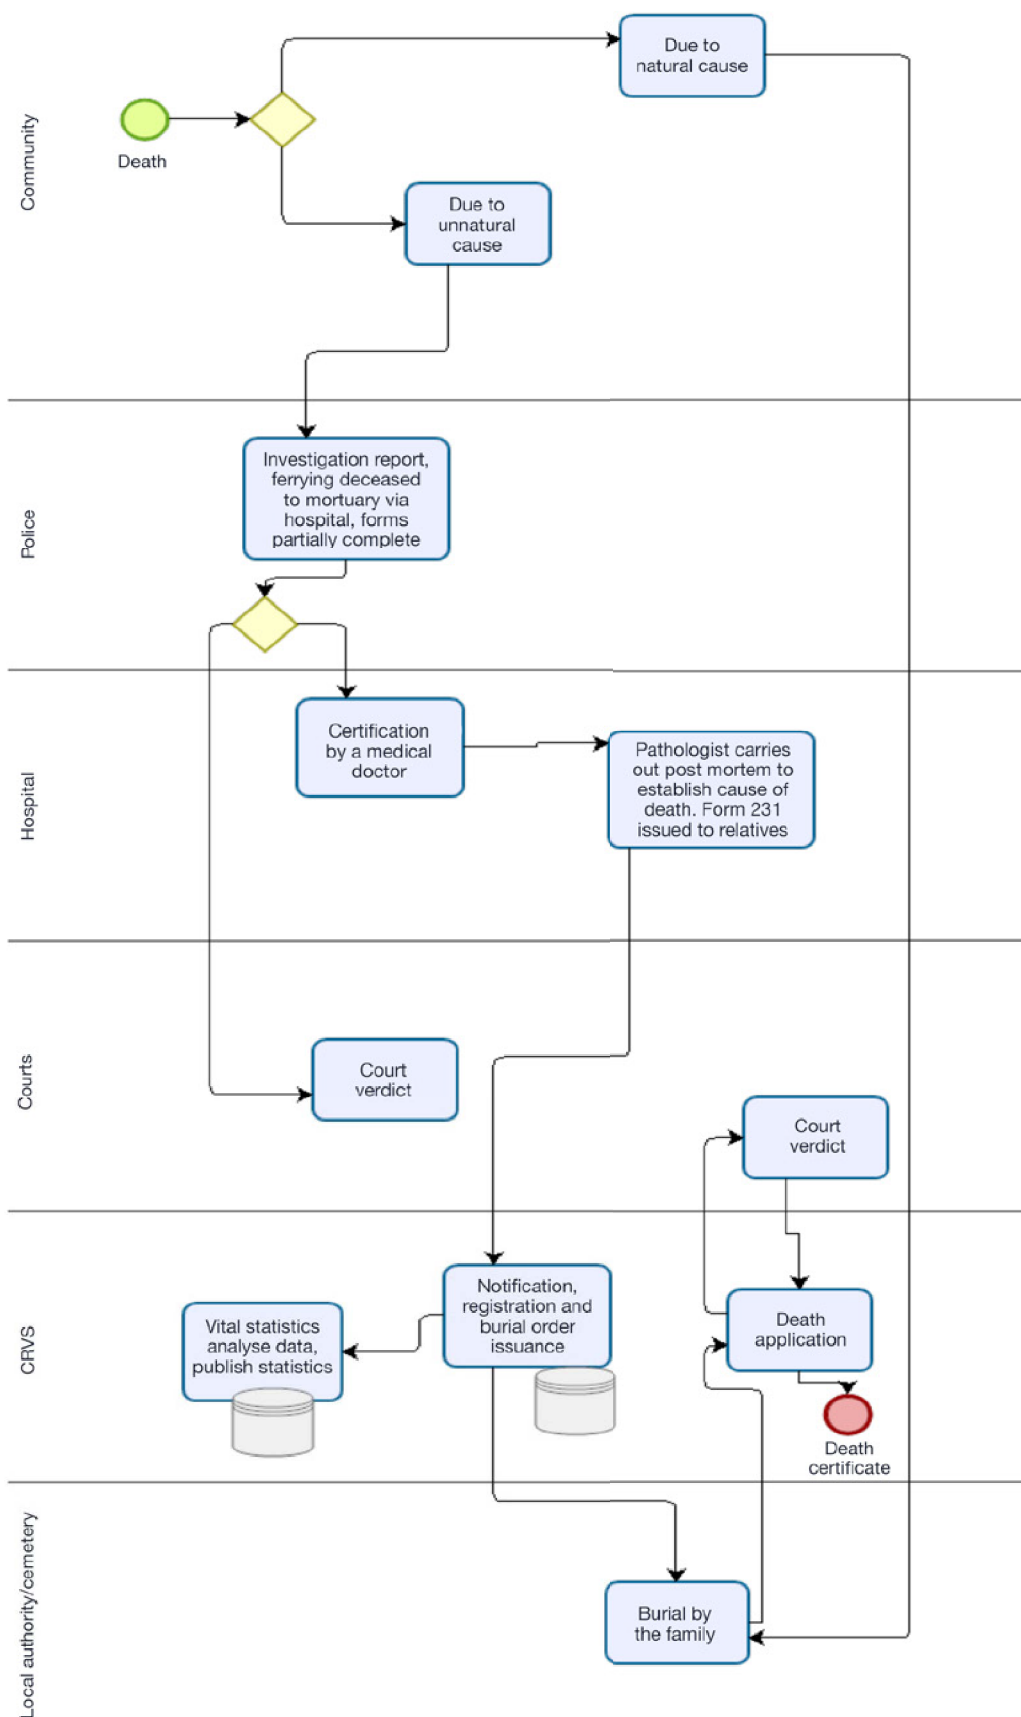 Community
Death
Due to
natural cause
Due to
unnatural
cause
Police
Investigation report,
ferrying deceased
to mortuary via
hospital, forms
partially complete
Hospital
Certification
by a medical
doctor
Pathologist carries
out post mortem to
establish cause of
death. Form 231
issued to relatives
Courts
Court
verdict
Court
verdict
CRVS
Vital statistics
analyse data,
publish statistics
Notification,
registration and
burial order
issuance
Death
application
Death
certificate
Local authority/cemetery
Burial by
the family